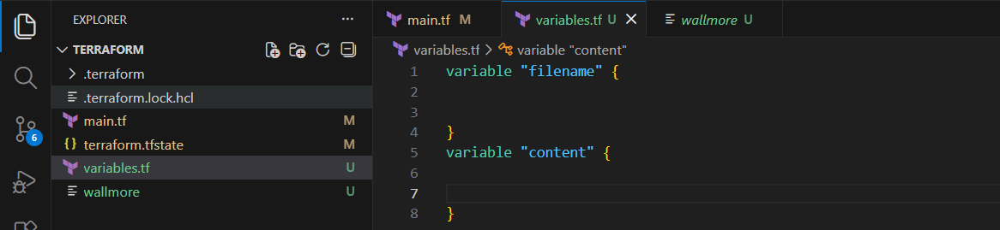 EXPLORER ...
TERRAFORM
.terraform
.terraform.lock.hcl
main.tf M
terraform.tfstate M
variables.tf U
wallmore U
6
main.tf M
variables.tf U
wallmore U
variables.tf > variable "content"
1 variable "filename" {
2
3
4 }
5 variable "content" {
6
7
8 }